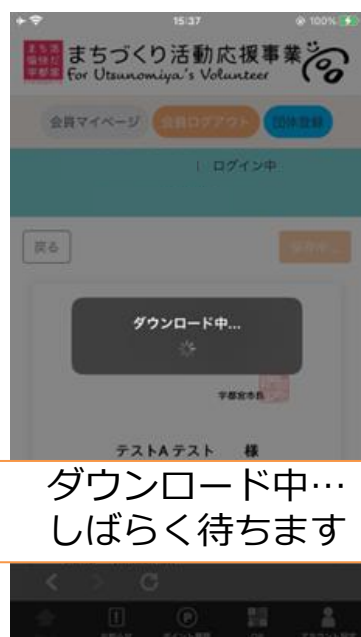 15:37
100%
まちづくり活動応援事業
for Utsunomiya's Volunteer
会員マイページ
会員ログアウト
団体登録
ログイン中
戻る
保存中...
ダウンロード中...
宇都宮市長
テストA テスト 様
ダウンロード中…
しばらく待ちます